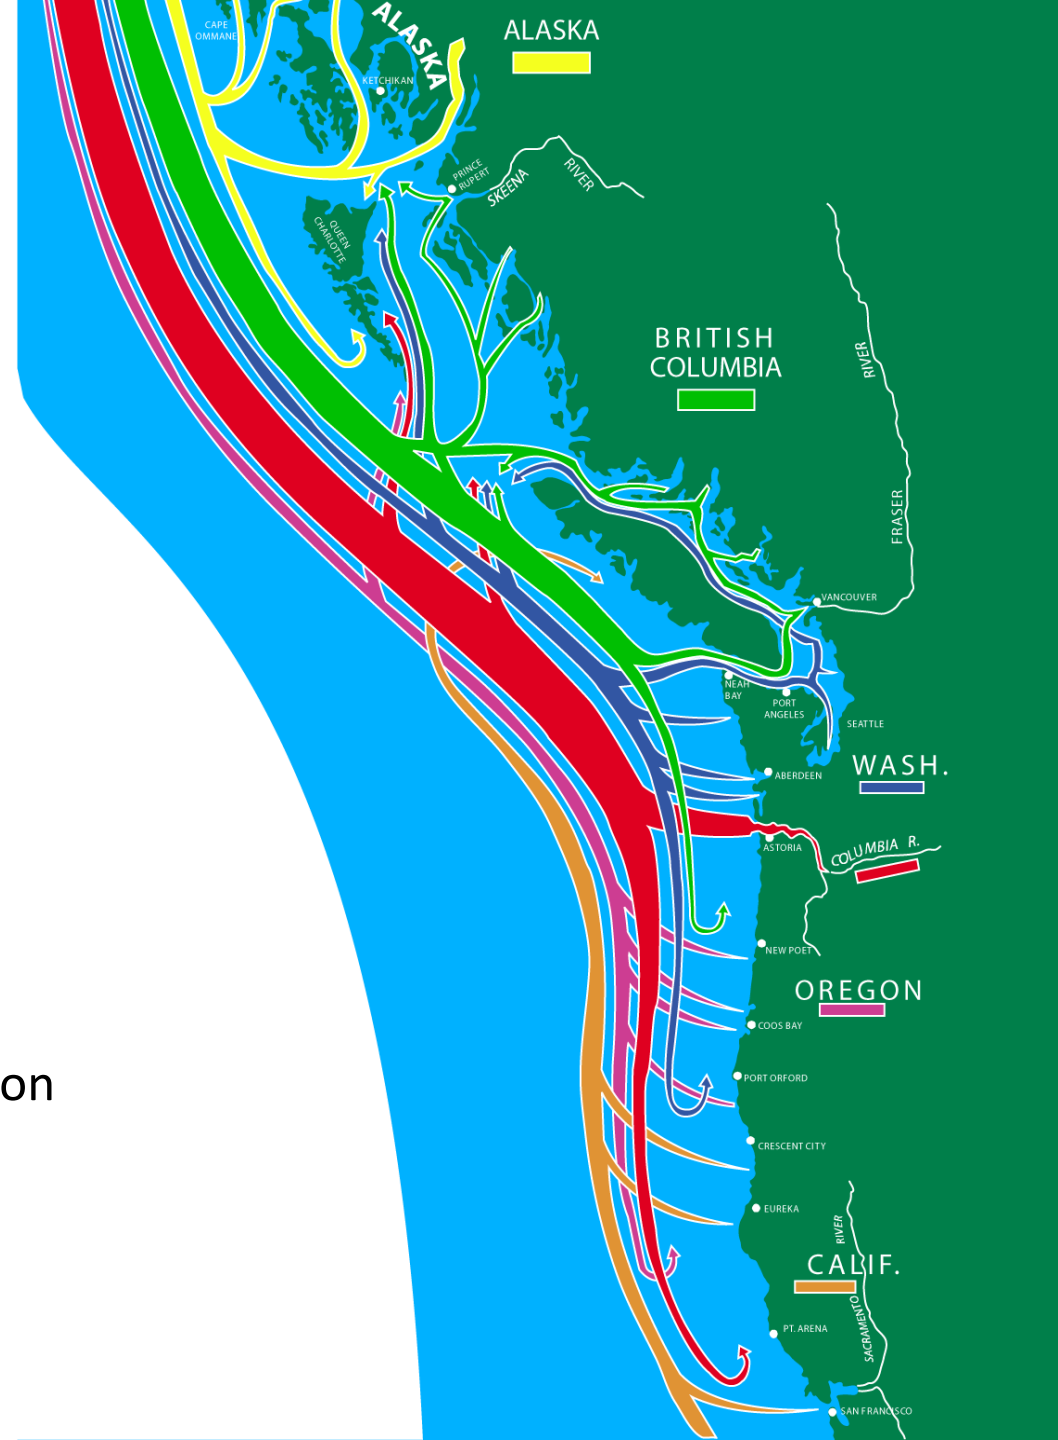 CAPE
OMMANE
ALASKA
ALASKA
KETCHIKAN
PRINCE
RUPERT
SKEENA
RIVER
QUEEN
CHARLOTTE
BRITISH
COLUMBIA
RIVER
FRASER
VANCOUVER
NEAH
BAY
PORT
ANGELES
SEATTLE
WASH.
ABERDEEN
ASTORIA
COLUMBIA R.
NEW POET
OREGON
COOS BAY
on
PORT ORFORD
CRESCENT CITY
EUREKA
RIVER
CALIF.
SACRAMENTO
PT. ARENA
SAN FRANCISCO